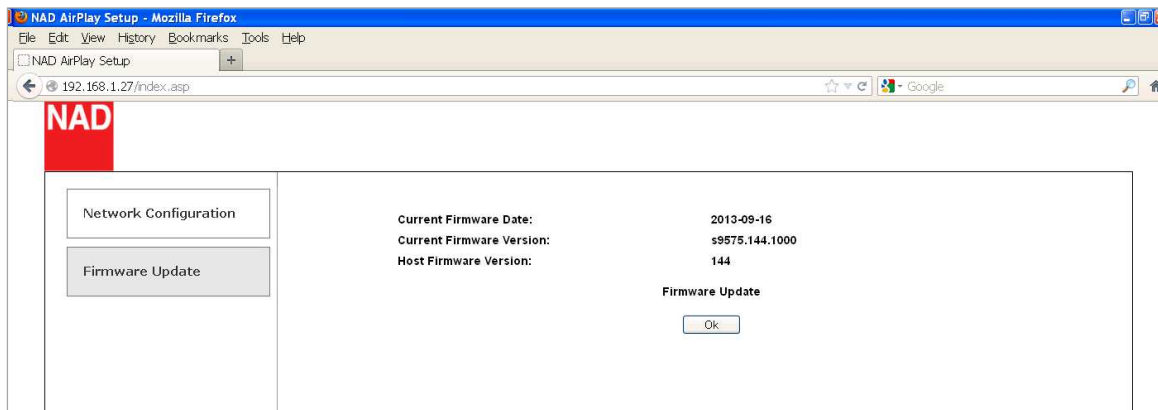 NAD AirPlay Setup - Mozilla Firefox
File Edit View History Bookmarks Tools Help
NAD AirPlay Setup +
192.168.1.27/index.asp Google
NAD
Network Configuration
Firmware Update
Current Firmware Date: 2013-09-16
Current Firmware Version: s9575.144.1000
Host Firmware Version: 144
Firmware Update
Ok